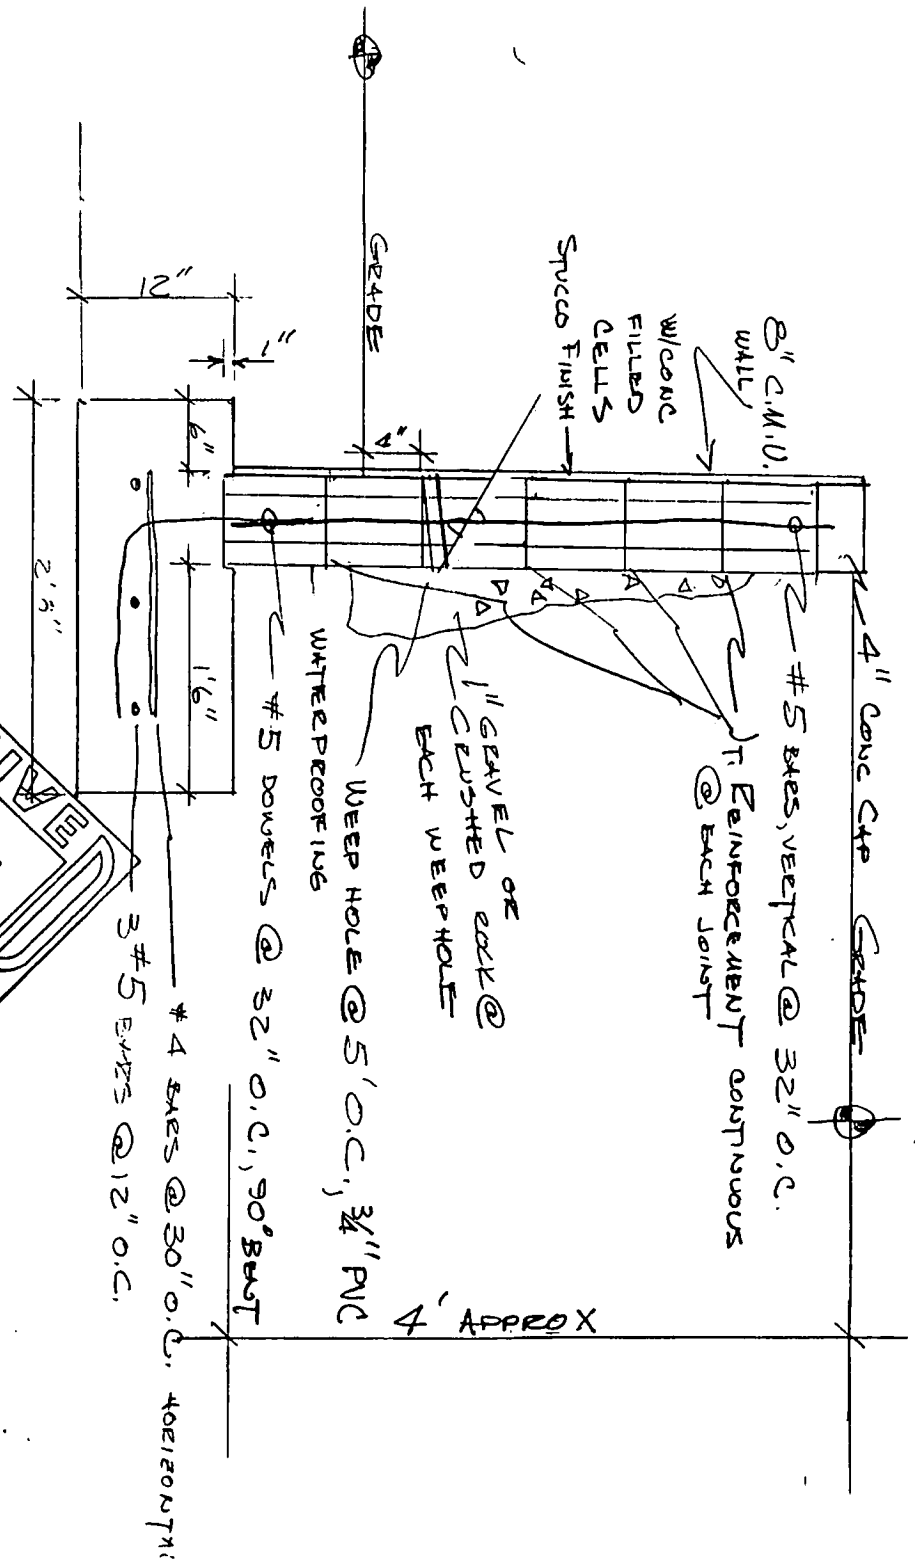 4" CONC CAP
GRADE
#5 BARS, VERTICAL @ 32" O.C.
JT. REINFORCEMENT CONTINUOUS
@ EACH JOINT
8" C.M.U.
WALL
W/CONC
FILLED
CELLS
STUCCO FINISH
1" GRAVEL OR
CRUSHED ROCK @
EACH WEEPHOLE
WEEP HOLE @ 5' O.C., 3/4" PVC
WATERPROOFING
#5 DOWELS @ 32" O.C., 90° BENT
#4 BARS @ 30" O.C. HORIZONTAL
3 #5 BARS @ 12" O.C.
GRADE
4"
4' APPROX
1"
12"
6"
1'6"
2'8"